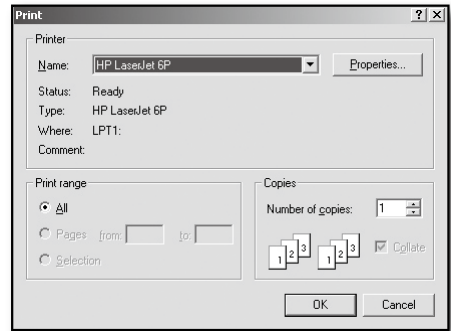 Print
Printer
Name: HP LaserJet 6P Properties...
Status: Ready
Type: HP LaserJet 6P
Where: LPT1:
Comment:
Print range
All
Pages from: to:
Selection
Copies
Number of copies: 1
1 2 3 1 2 3 Collate
OK Cancel